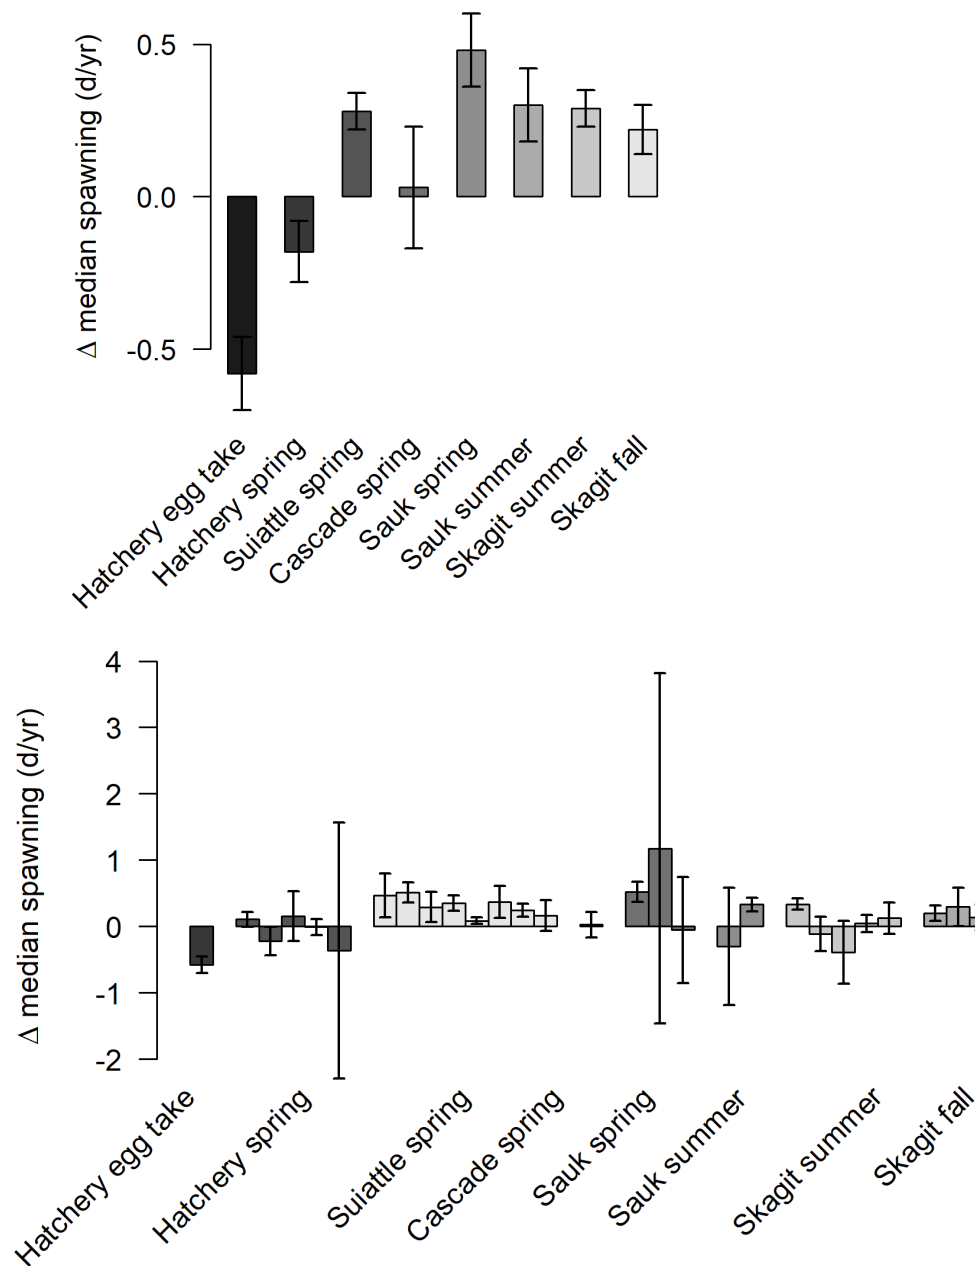 Δ median spawning (d/yr)
0.5
0.0
-0.5
Hatchery egg take
Hatchery spring
Suiattle spring
Cascade spring
Sauk spring
Sauk summer
Skagit summer
Skagit fall
Δ median spawning (d/yr)
4
3
2
1
0
-1
-2
Hatchery egg take
Hatchery spring
Suiattle spring
Cascade spring
Sauk spring
Sauk summer
Skagit summer
Skagit fall